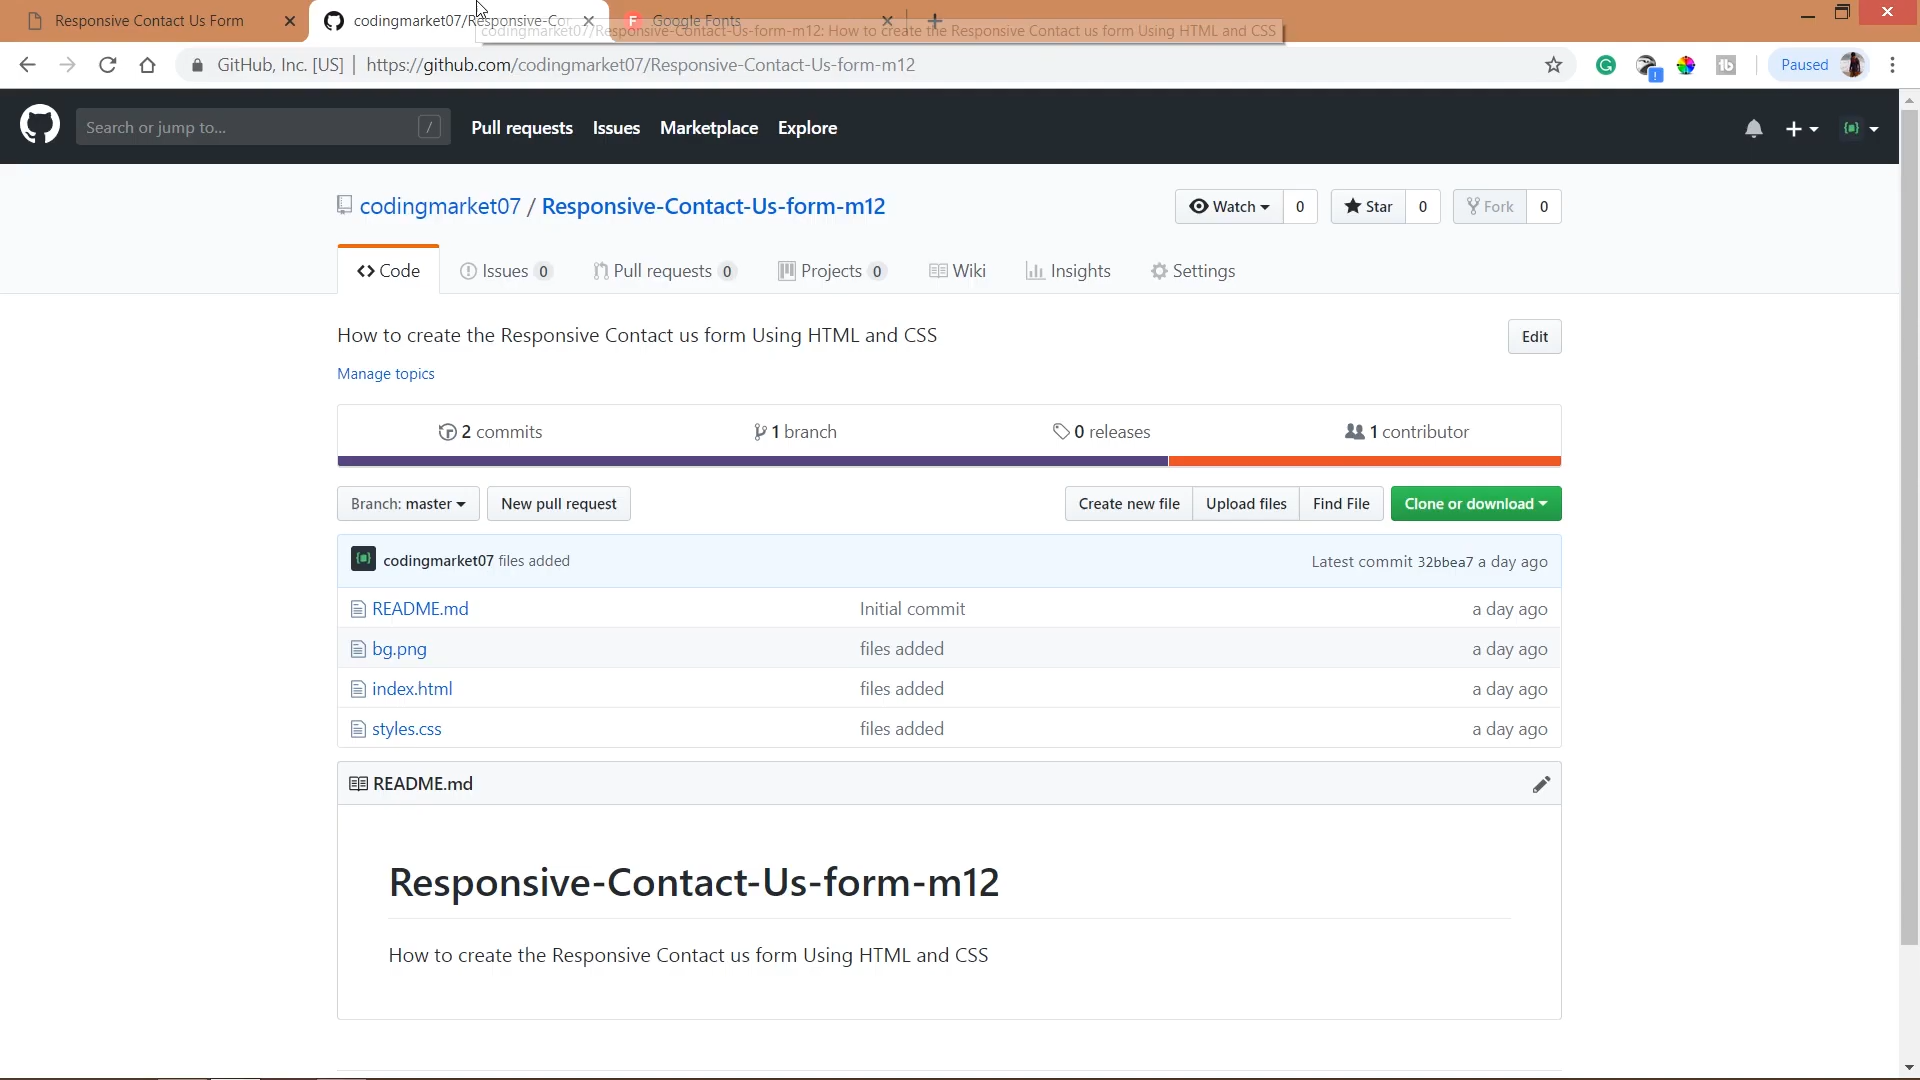 Responsive Contact Us Form
codingmarket07/Responsive-Con
Google Fonts
codingmarket07/Responsive-Contact-Us-form-m12: How to create the Responsive Contact us form Using HTML and CSS
GitHub, Inc. [US] | https://github.com/codingmarket07/Responsive-Contact-Us-form-m12
Paused
Search or jump to... /
Pull requests Issues Marketplace Explore
codingmarket07 / Responsive-Contact-Us-form-m12
Watch 0 Star 0 Fork 0
Code Issues 0 Pull requests 0 Projects 0 Wiki Insights Settings
How to create the Responsive Contact us form Using HTML and CSS
Edit
Manage topics
2 commits 1 branch 0 releases 1 contributor
Branch: master New pull request Create new file Upload files Find File Clone or download
codingmarket07 files added Latest commit 32bbea7 a day ago
README.md Initial commit a day ago
bg.png files added a day ago
index.html files added a day ago
styles.css files added a day ago
README.md
Responsive-Contact-Us-form-m12
How to create the Responsive Contact us form Using HTML and CSS